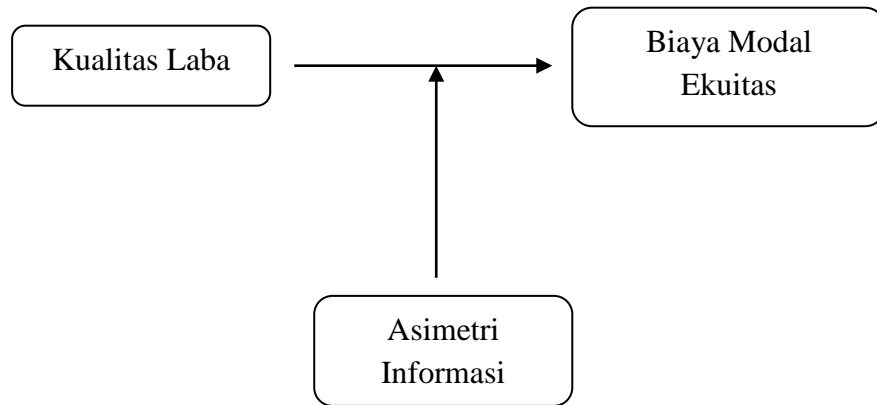 Kualitas Laba
Biaya Modal
Ekuitas
Asimetri
Informasi